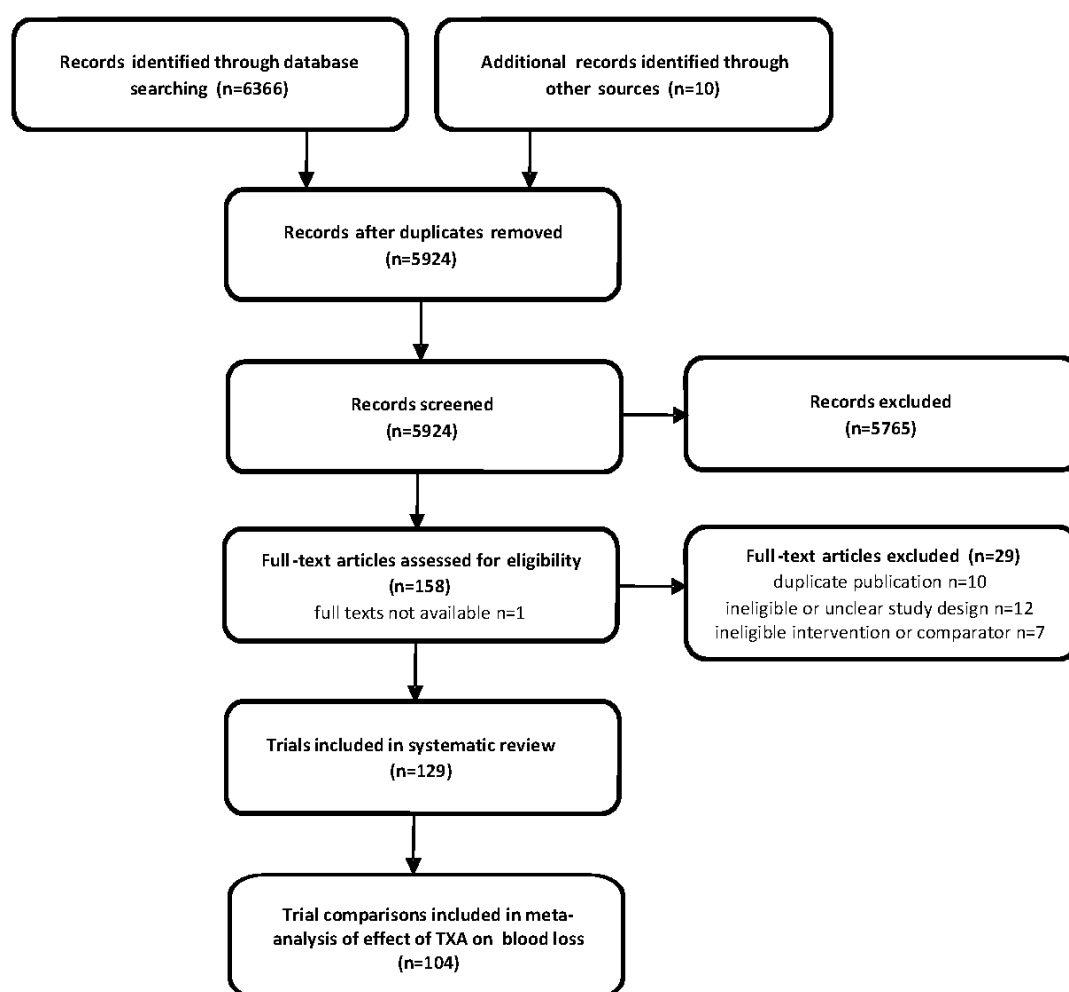 Records identified through database
searching (n=6366)
Additional records identified through
other sources (n=10)
Records after duplicates removed
(n=5924)
Records screened
(n=5924)
Records excluded
(n=5765)
Full-text articles assessed for eligibility
(n=158)
full texts not available n=1
Full-text articles excluded (n=29)
duplicate publication n=10
ineligible or unclear study design n=12
ineligible intervention or comparator n=7
Trials included in systematic review
(n=129)
Trial comparisons included in meta-
analysis of effect of TXA on blood loss
(n=104)